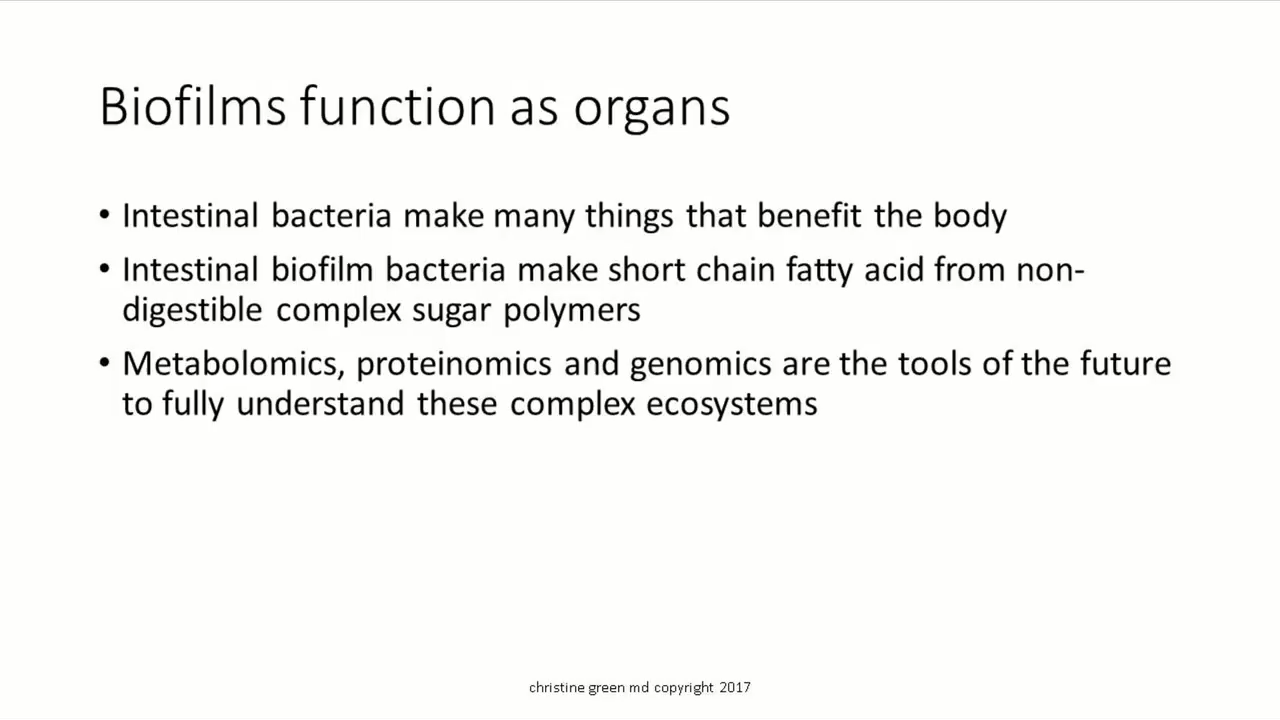 Biofilms function as organs
• Intestinal bacteria make many things that benefit the body
• Intestinal biofilm bacteria make short chain fatty acid from non-
digestible complex sugar polymers
• Metabolomics, proteinomics and genomics are the tools of the future
to fully understand these complex ecosystems
christine green md copyright 2017